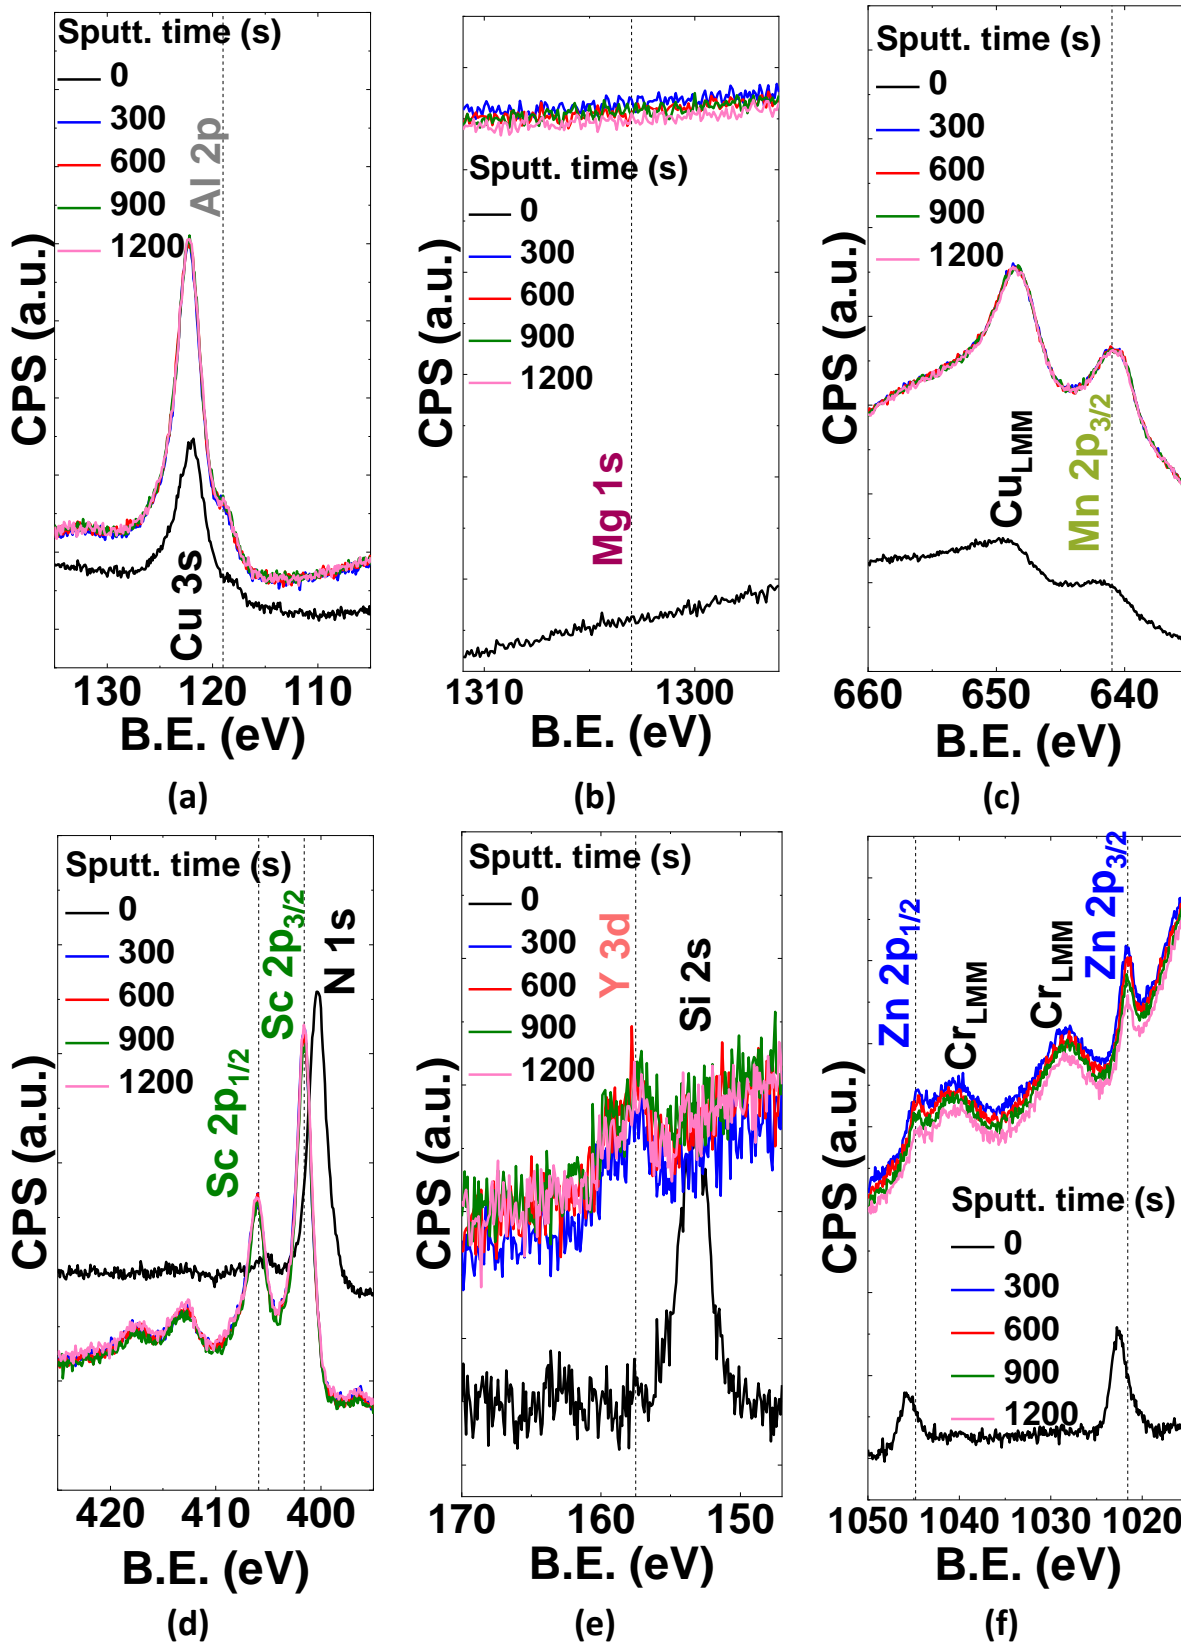 Sputt. time (s)
0
300
600
900
1200
Al 2p
Cu 3s
CPS (a.u.)
130 120 110
B.E. (eV)
(a)
Sputt. time (s)
0
300
600
900
1200
Mg 1s
CPS (a.u.)
1310 1300
B.E. (eV)
(b)
Sputt. time (s)
0
300
600
900
1200
Cu LMM
Mn 2p3/2
CPS (a.u.)
660 650 640
B.E. (eV)
(c)
Sputt. time (s)
0
300
600
900
1200
Sc 2p1/2
Sc 2p3/2
N 1s
CPS (a.u.)
420 410 400
B.E. (eV)
(d)
Sputt. time (s)
0
300
600
900
1200
Y 3d
Si 2s
CPS (a.u.)
170 160 150
B.E. (eV)
(e)
Zn 2p1/2
CrLMM
CrLMM
Zn 2p3/2
Sputt. time (s)
0
300
600
900
1200
CPS (a.u.)
1050 1040 1030 1020
B.E. (eV)
(f)